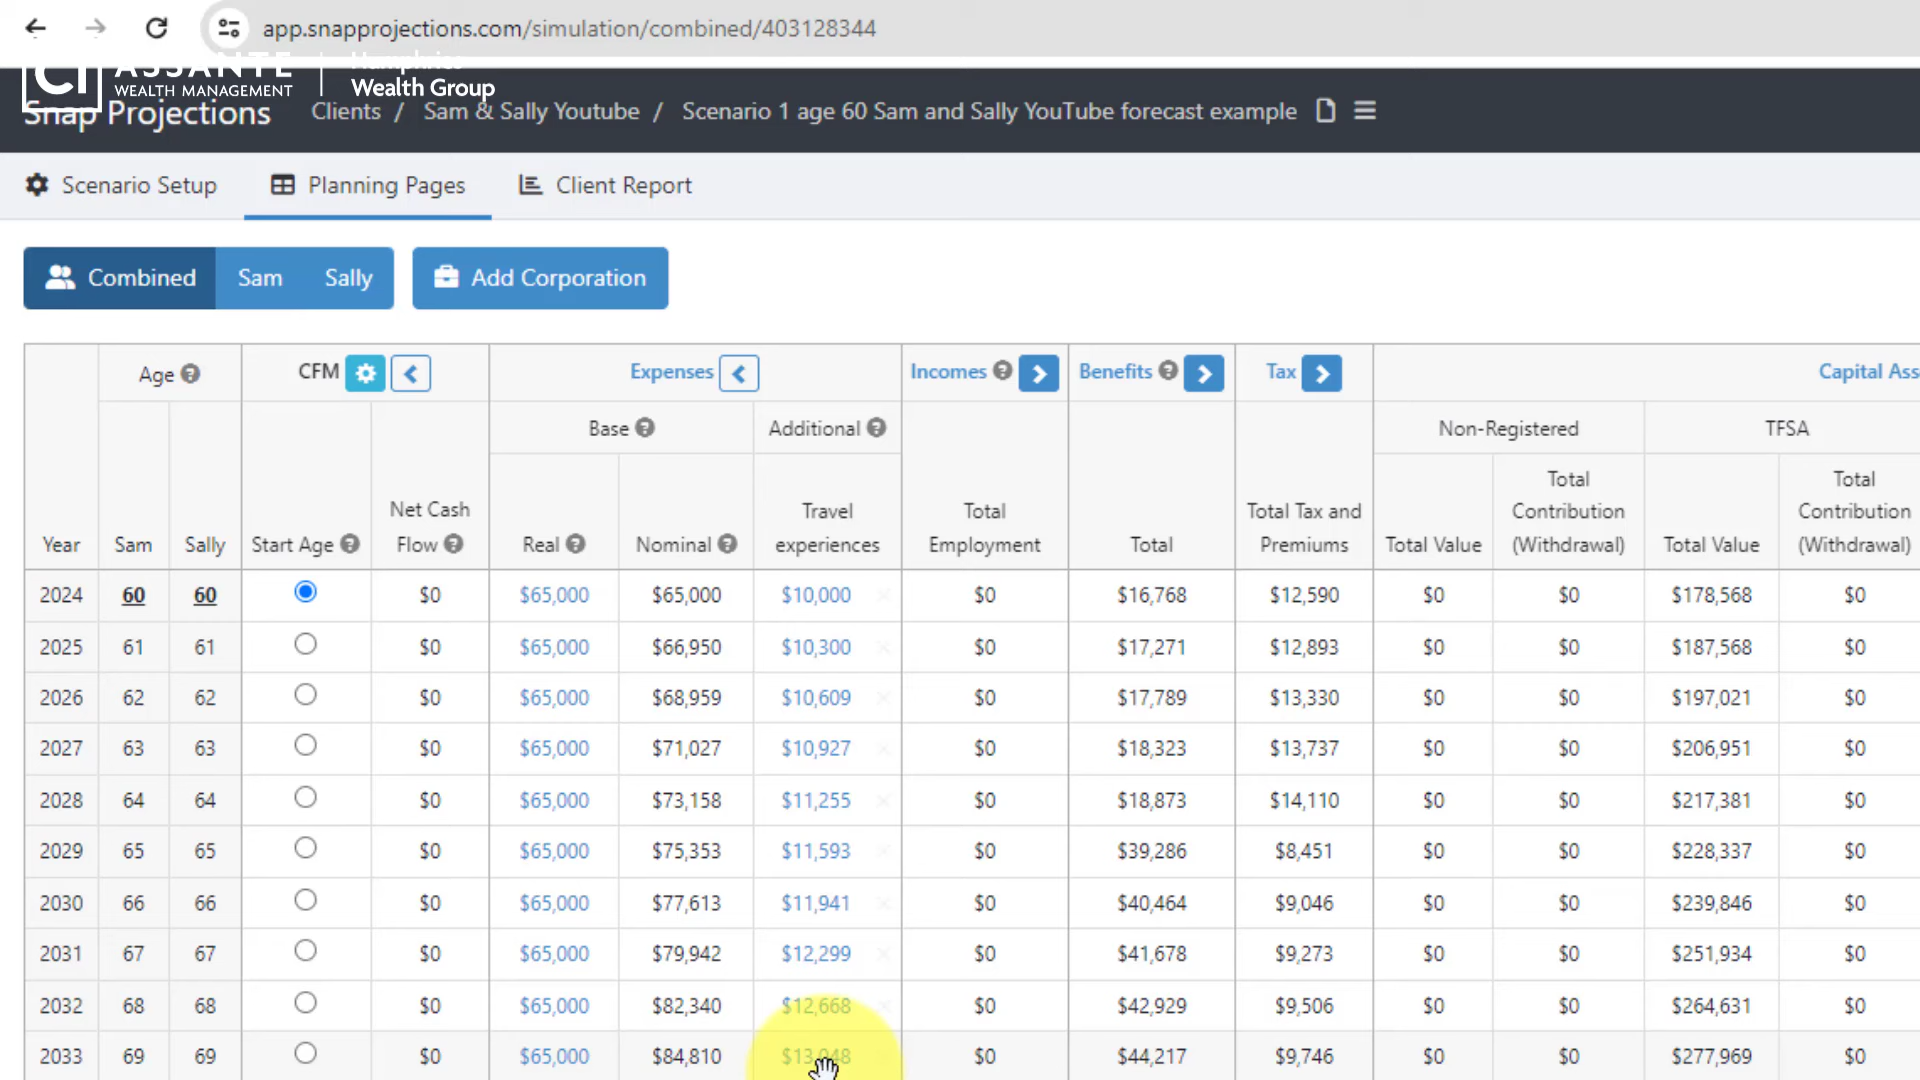 app.snapprojections.com/simulation/combined/403128344
CI ASSANTE
WEALTH MANAGEMENT
Humphries
Wealth Group
Snap Projections Clients / Sam & Sally Youtube / Scenario 1 age 60 Sam and Sally YouTube forecast example
Scenario Setup Planning Pages Client Report
Combined Sam Sally Add Corporation
Age CFM Expenses Incomes Benefits Tax Capital Ass
Base Additional Non-Registered TFSA
Year Sam Sally Start Age Net Cash Flow Real Nominal Travel experiences Total Employment Total Total Tax and Premiums Total Value Total Contribution (Withdrawal) Total Value Total Contribution (Withdrawal)
2024 60 60 $0 $65,000 $65,000 $10,000 $0 $16,768 $12,590 $0 $0 $178,568 $0
2025 61 61 $0 $65,000 $66,950 $10,300 $0 $17,271 $12,893 $0 $0 $187,568 $0
2026 62 62 $0 $65,000 $68,959 $10,609 $0 $17,789 $13,330 $0 $0 $197,021 $0
2027 63 63 $0 $65,000 $71,027 $10,927 $0 $18,323 $13,737 $0 $0 $206,951 $0
2028 64 64 $0 $65,000 $73,158 $11,255 $0 $18,873 $14,110 $0 $0 $217,381 $0
2029 65 65 $0 $65,000 $75,353 $11,593 $0 $39,286 $8,451 $0 $0 $228,337 $0
2030 66 66 $0 $65,000 $77,613 $11,941 $0 $40,464 $9,046 $0 $0 $239,846 $0
2031 67 67 $0 $65,000 $79,942 $12,299 $0 $41,678 $9,273 $0 $0 $251,934 $0
2032 68 68 $0 $65,000 $82,340 $12,668 $0 $42,929 $9,506 $0 $0 $264,631 $0
2033 69 69 $0 $65,000 $84,810 $13,048 $0 $44,217 $9,746 $0 $0 $277,969 $0